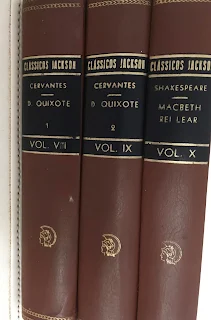 CLÁSSICOS JACKSON
CERVANTES
D. QUIXOTE
1
VOL. VIII
CLÁSSICOS JACKSON
CERVANTES
D. QUIXOTE
2
VOL. IX
CLÁSSICOS JACKSON
SHAKESPEARE
MACBETH
REI LEAR
VOL. X